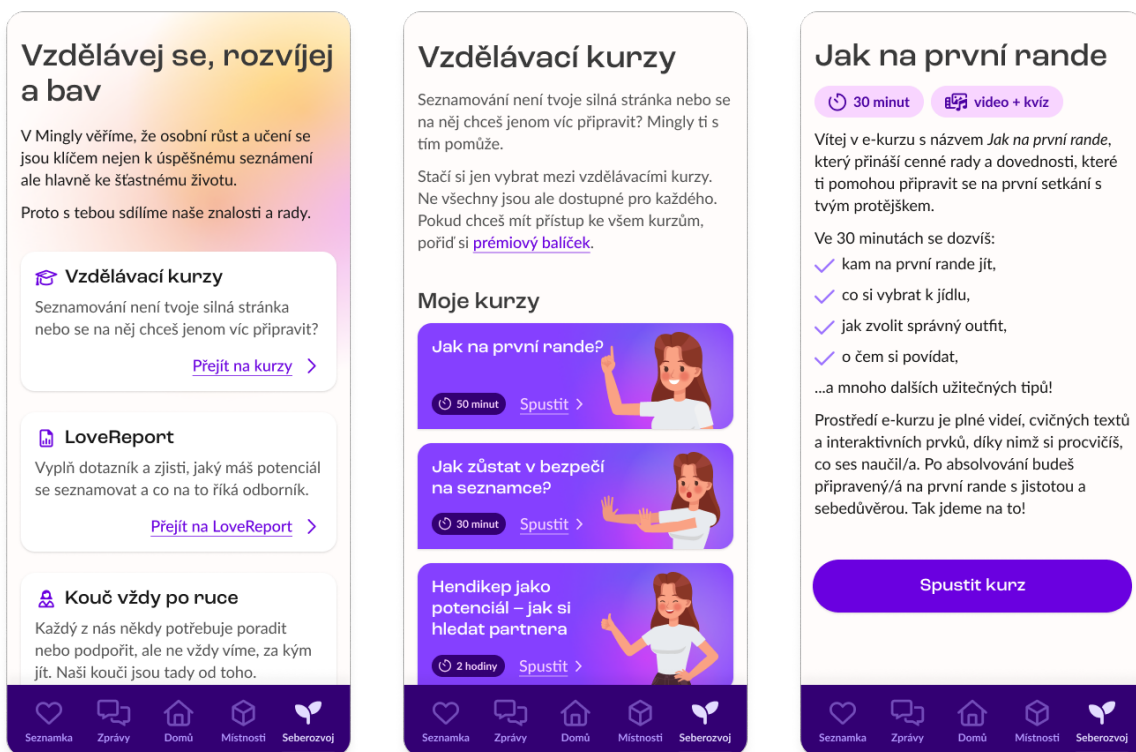 Vzdělávej se, rozvíjej
a bav
V Mingly věříme, že osobní růst a učení se
jsou klíčem nejen k úspěšnému seznámení
ale hlavně ke šťastnému životu.
Proto s tebou sdílíme naše znalosti a rady.
Vzdělávací kurzy
Seznamování není tvoje silná stránka
nebo se na něj chceš jenom víc připravit?
Přejít na kurzy
LoveReport
Vyplň dotazník a zjisti, jaký máš potenciál
se seznamovat a co na to říká odborník.
Přejít na LoveReport
Kouč vždy po ruce
Každý z nás někdy potřebuje poradit
nebo podpořit, ale ne vždy víme, za kým
jít. Naši kouči jsou tady od toho.
Seznamka Zprávy Domů Místnosti Seberozvoj
Vzdělávací kurzy
Seznamování není tvoje silná stránka nebo se
na něj chceš jenom víc připravit? Mingly ti s
tím pomůže.
Stačí si jen vybrat mezi vzdělávacími kurzy.
Ne všechny jsou ale dostupné pro každého.
Pokud chceš mít přístup ke všem kurzům,
pořiď si prémiový balíček.
Moje kurzy
Jak na první rande?
50 minut Spustit
Jak zůstat v bezpečí
na seznamce?
30 minut Spustit
Hendikep jako
potenciál – jak si
hledat partnera
2 hodiny Spustit
Seznamka Zprávy Domů Místnosti Seberozvoj
Jak na první rande
30 minut video + kvíz
Vítej v e-kurzu s názvem Jak na první rande,
který přináší cenné rady a dovednosti, které
ti pomohou připravit se na první setkání s
tvým protějškem.
Ve 30 minutách se dozvíš:
kam na první rande jít,
co si vybrat k jídlu,
jak zvolit správný outfit,
o čem si povídat,
...a mnoho dalších užitečných tipů!
Prostředí e-kurzu je plné videí, cvičných textů
a interaktivních prvků, díky nimž si procvičíš,
co ses naučil/a. Po absolvování budeš
připravený/á na první rande s jistotou a
sebedůvěrou. Tak jdeme na to!
Spustit kurz
Seznamka Zprávy Domů Místnosti Seberozvoj